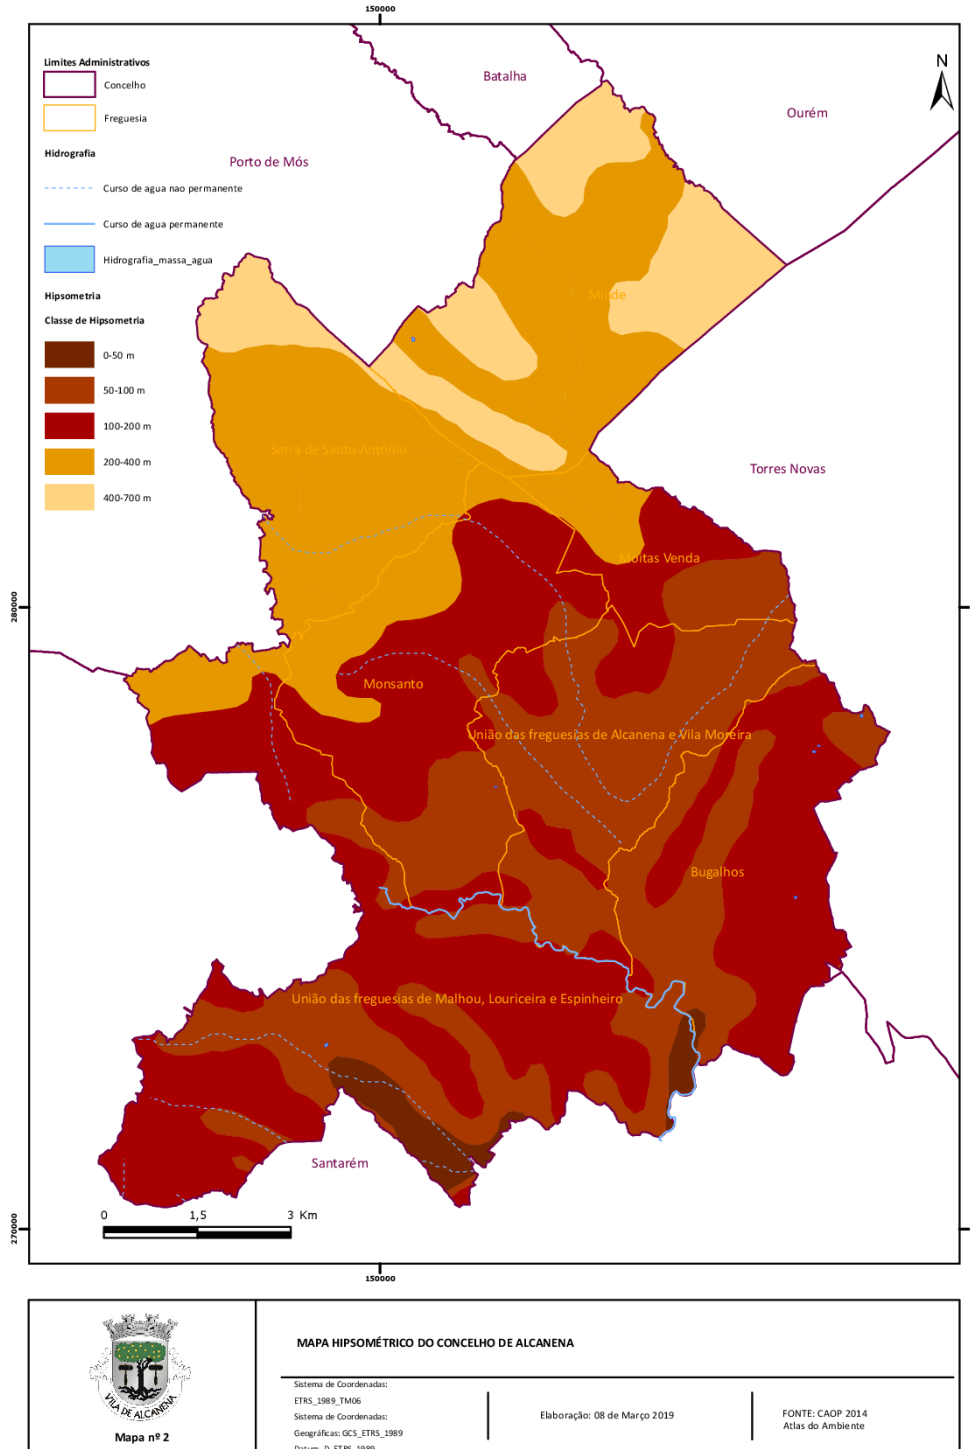 150000
Limites Administrativos
Concelho
Freguesia
Hidrografia
Curso de agua nao permanente
Curso de agua permanente
Hidrografia_massa_agua
Hipsometria
Classe de Hipsometria
0-50 m
50-100 m
100-200 m
200-400 m
400-700 m
N
Batalha
Ourém
Porto de Mós
Minde
Serra de Santo António
Torres Novas
Moitas Venda
280000
Monsanto
União das freguesias de Alcanena e Vila Moreira
Bugalhos
União das freguesias de Malhou, Louriceira e Espinheiro
Santarém
0 1,5 3 Km
270000
150000
VILA DE ALCANENA
Mapa nº 2
MAPA HIPSOMÉTRICO DO CONCELHO DE ALCANENA
Sistema de Coordenadas:
ETRS_1989_TM06
Sistema de Coordenadas:
Geográficas: GCS_ETRS_1989
Datum D_ETRS_1989
Elaboração: 08 de Março 2019
FONTE: CAOP 2014
Atlas do Ambiente